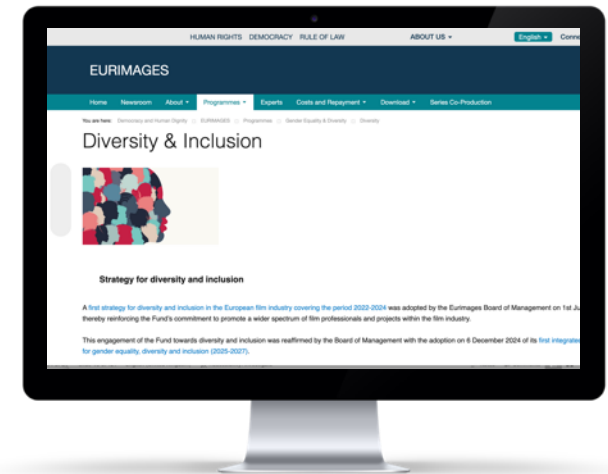 HUMAN RIGHTS DEMOCRACY RULE OF LAW ABOUT US English Conne
EURIMAGES
Home Newsroom About Programmes Experts Costs and Repayment Download Series Co-Production
You are here: Democracy and Human Dignity EURIMAGES Programmes Gender Equality & Diversity Diversity
Diversity & Inclusion
Strategy for diversity and inclusion
A first strategy for diversity and inclusion in the European film industry covering the period 2022-2024 was adopted by the Eurimages Board of Management on 1st Ju
thereby reinforcing the Fund's commitment to promote a wider spectrum of film professionals and projects within the film industry.
This engagement of the Fund towards diversity and inclusion was reaffirmed by the Board of Management with the adoption on 6 December 2024 of its first integrated
for gender equality, diversity and inclusion (2025-2027).